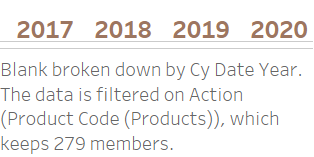 2017 2018 2019 2020
Blank broken down by Cy Date Year.
The data is filtered on Action
(Product Code (Products)), which
keeps 279 members.